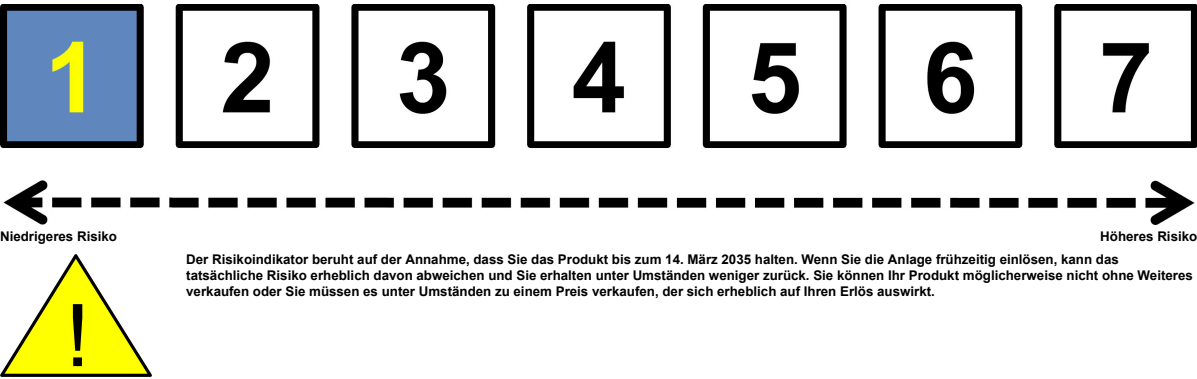 1 2 3 4 5 6 7
Niedrigeres Risiko Höheres Risiko
Der Risikoindikator beruht auf der Annahme, dass Sie das Produkt bis zum 14. März 2035 halten. Wenn Sie die Anlage frühzeitig einlösen, kann das
tatsächliche Risiko erheblich davon abweichen und Sie erhalten unter Umständen weniger zurück. Sie können Ihr Produkt möglicherweise nicht ohne Weiteres
verkaufen oder Sie müssen es unter Umständen zu einem Preis verkaufen, der sich erheblich auf Ihren Erlös auswirkt.
!